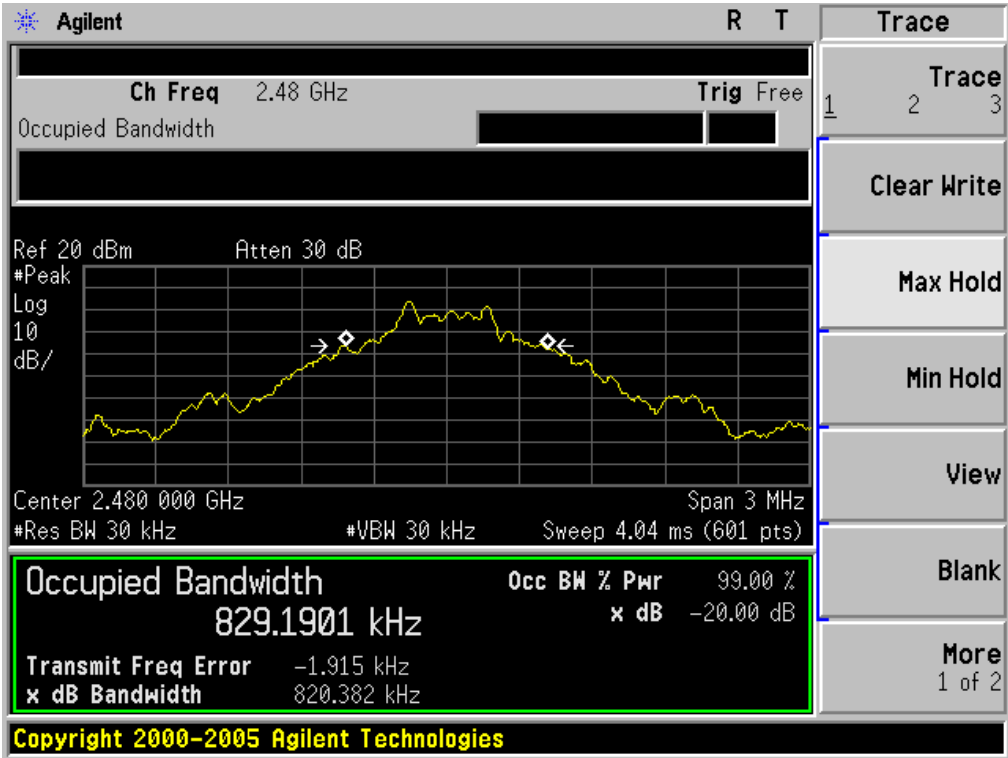 Agilent R T
Trace
Ch Freq 2.48 GHz Trig Free
Occupied Bandwidth
Trace
1 2 3
Clear Write
Max Hold
Min Hold
View
Blank
More
1 of 2
Ref 20 dBm Atten 30 dB
#Peak
Log
10
dB/
Center 2.480 000 GHz Span 3 MHz
#Res BW 30 kHz #VBW 30 kHz Sweep 4.04 ms (601 pts)
Occupied Bandwidth
829.1901 kHz
Occ BW % Pwr 99.00 %
x dB -20.00 dB
Transmit Freq Error -1.915 kHz
x dB Bandwidth 820.382 kHz
Copyright 2000-2005 Agilent Technologies